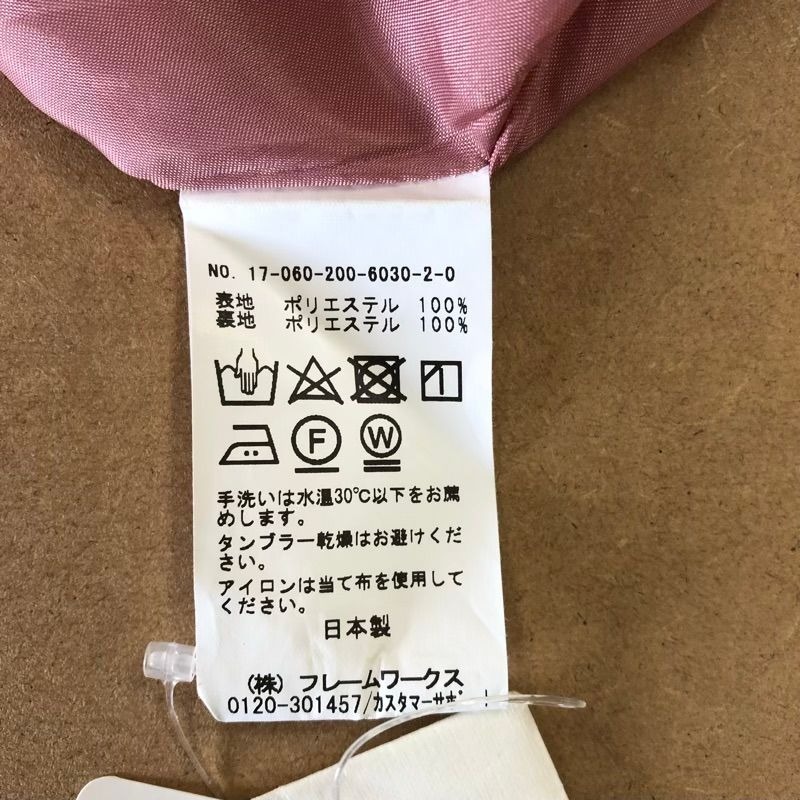 NO. 17-060-200-6030-2-0
表地 ポリエステル 100%
裏地 ポリエステル 100%
F W
手洗いは水温30℃以下をお薦
めします。
タンブラー乾燥はお避けくだ
さい。
アイロンは当て布を使用して
ください。
日本製
(株) フレームワークス
0120-301457/ｶｽﾀﾏｰｻﾎﾟ